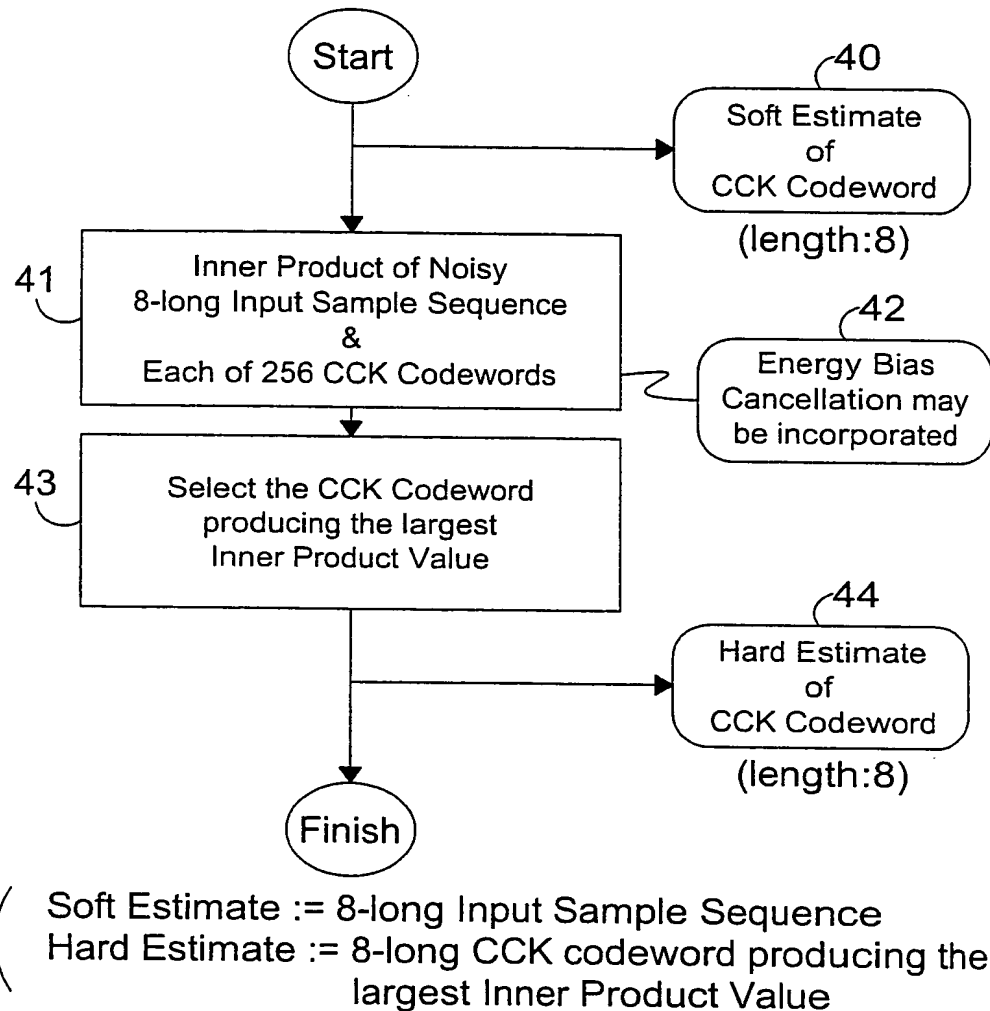 Start
40
Soft Estimate
of
CCK Codeword
(length:8)
41
Inner Product of Noisy
8-long Input Sample Sequence
&
Each of 256 CCK Codewords
42
Energy Bias
Cancellation may
be incorporated
43
Select the CCK Codeword
producing the largest
Inner Product Value
44
Hard Estimate
of
CCK Codeword
(length:8)
Finish
Soft Estimate := 8-long Input Sample Sequence
Hard Estimate := 8-long CCK codeword producing the
largest Inner Product Value